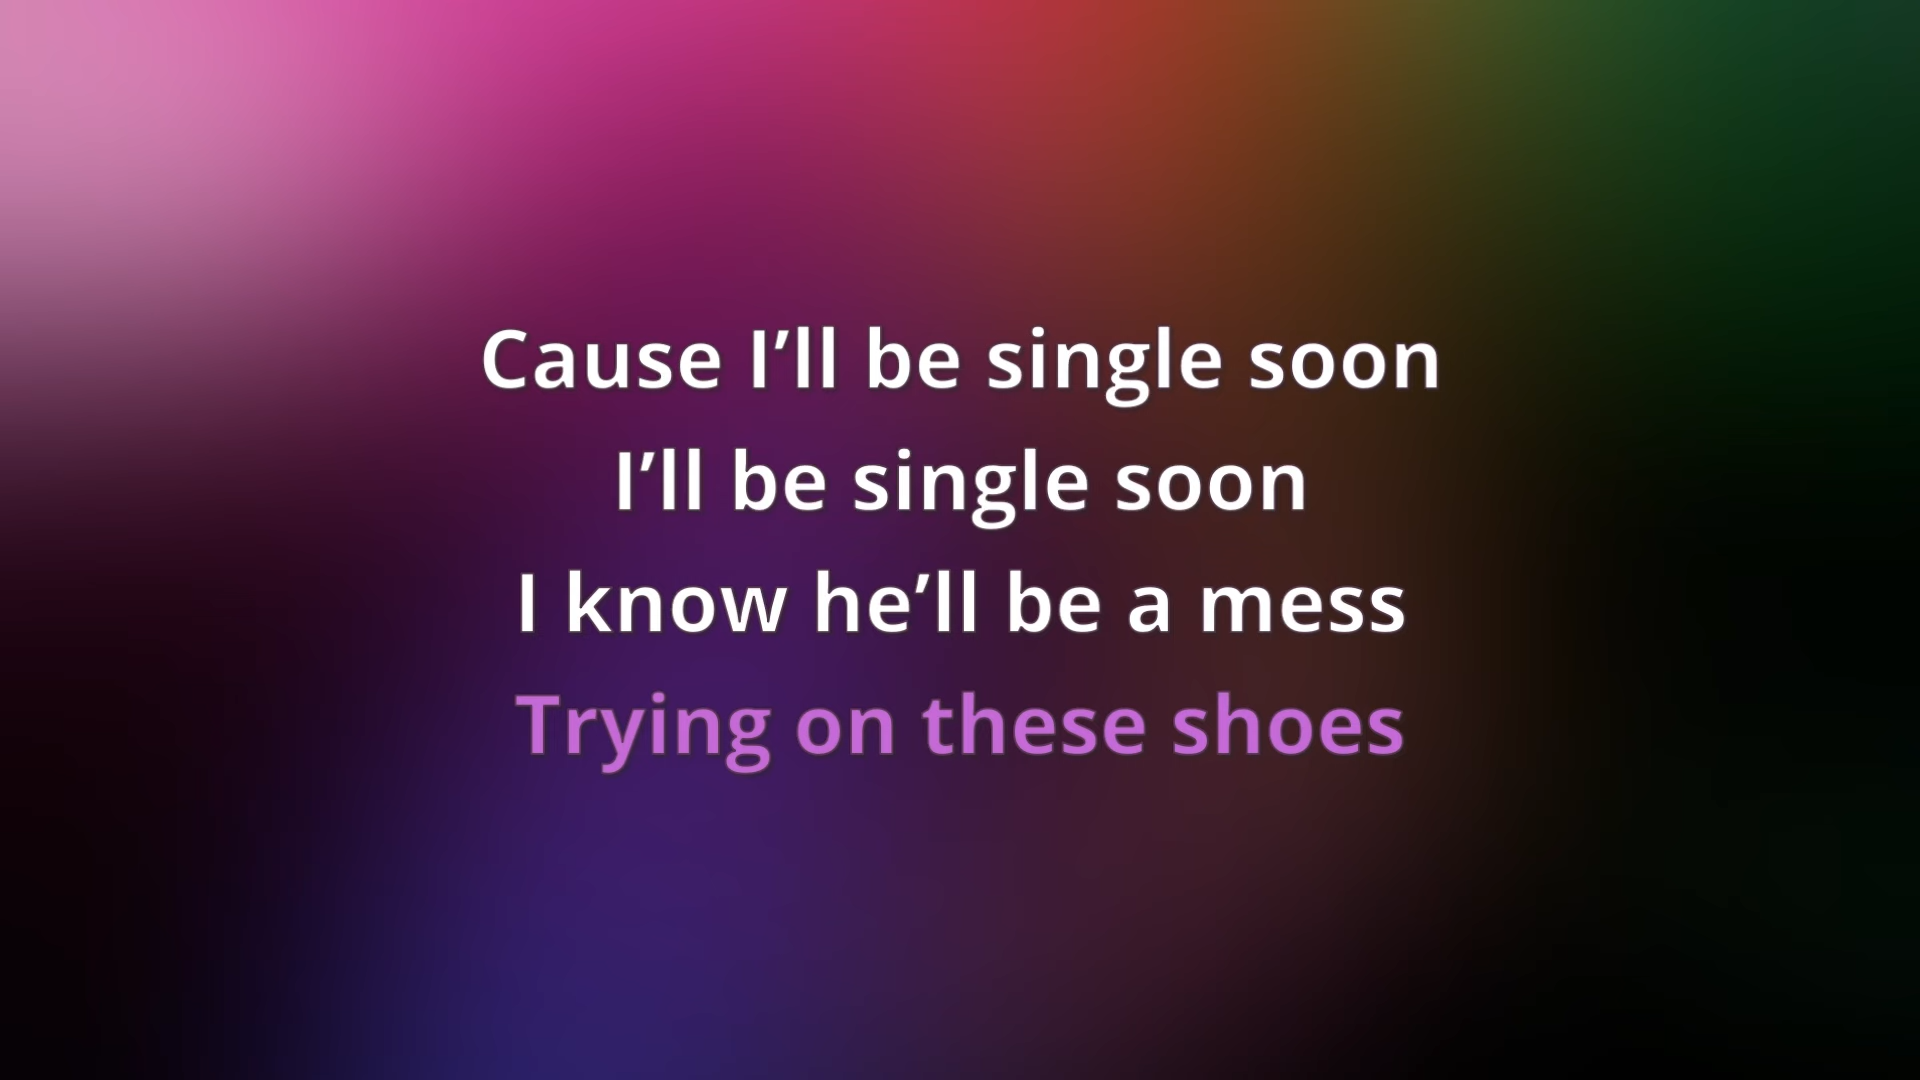 Cause I’ll be single soon
I’ll be single soon
I know he’ll be a mess
Trying on these shoes